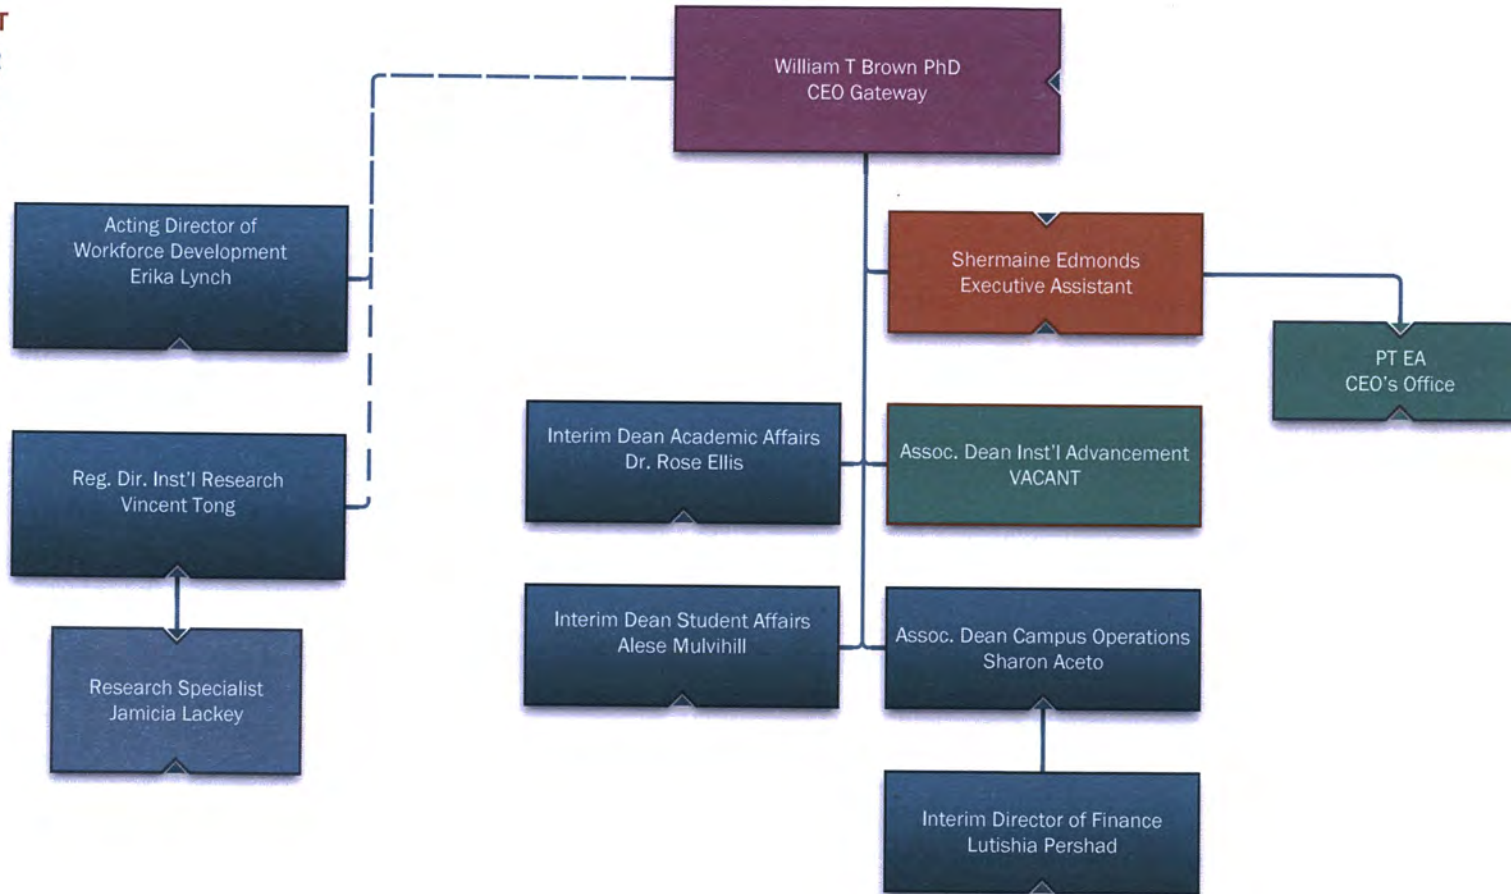 William T Brown PhD
CEO Gateway
Acting Director of
Workforce Development
Erika Lynch
Shermaine Edmonds
Executive Assistant
PT EA
CEO's Office
Interim Dean Academic Affairs
Dr. Rose Ellis
Assoc. Dean Inst'l Advancement
VACANT
Reg. Dir. Inst'l Research
Vincent Tong
Interim Dean Student Affairs
Alese Mulvihill
Assoc. Dean Campus Operations
Sharon Aceto
Research Specialist
Jamicia Lackey
Interim Director of Finance
Lutishia Pershad